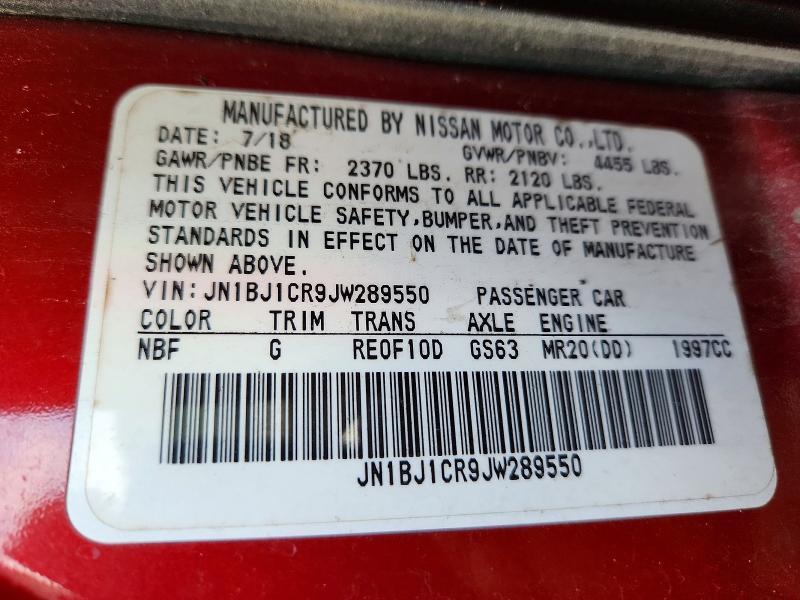 MANUFACTURED BY NISSAN MOTOR CO.,LTD.
DATE: 7/18 GVWR/PNBV: 4455 LBS.
GAWR/PNBE FR: 2370 LBS. RR: 2120 LBS.
THIS VEHICLE CONFORMS TO ALL APPLICABLE FEDERAL
MOTOR VEHICLE SAFETY,BUMPER,AND THEFT PREVENTION
STANDARDS IN EFFECT ON THE DATE OF MANUFACTURE
SHOWN ABOVE.
VIN: JN1BJ1CR9JW289550 PASSENGER CAR
COLOR TRIM TRANS AXLE ENGINE
NBF G RE0F10D GS63 MR20(DD) 1997CC
JN1BJ1CR9JW289550